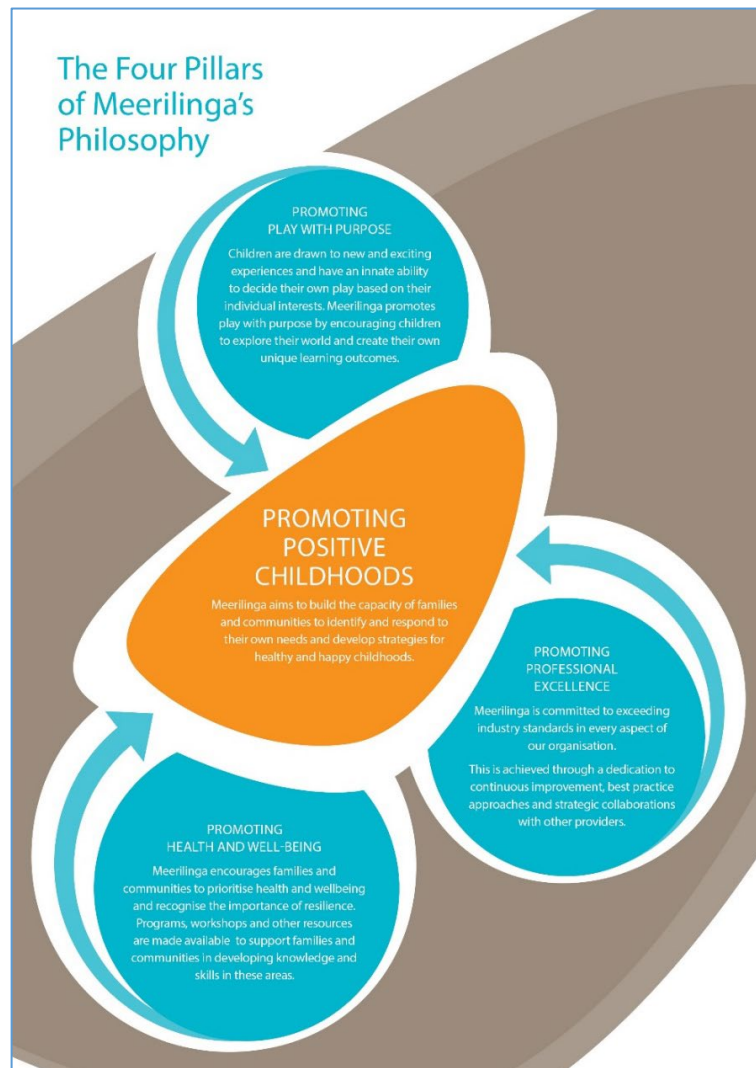 The Four Pillars
of Meerilinga's
Philosophy
PROMOTING
PLAY WITH PURPOSE
Children are drawn to new and exciting
experiences and have an innate ability
to decide their own play based on their
individual interests. Meerilinga promotes
play with purpose by encouraging children
to explore their world and create their own
unique learning outcomes.
PROMOTING
POSITIVE
CHILDHOODS
Meerilinga aims to build the capacity of families
and communities to identify and respond to
their own needs and develop strategies for
healthy and happy childhoods.
PROMOTING
PROFESSIONAL
EXCELLENCE
Meerilinga is committed to exceeding
industry standards in every aspect of
our organisation.
This is achieved through a dedication to
continuous improvement, best practice
approaches and strategic collaborations
with other providers.
PROMOTING
HEALTH AND WELL-BEING
Meerilinga encourages families and
communities to prioritise health and wellbeing
and recognise the importance of resilience.
Programs, workshops and other resources
are made available to support families and
communities in developing knowledge and
skills in these areas.